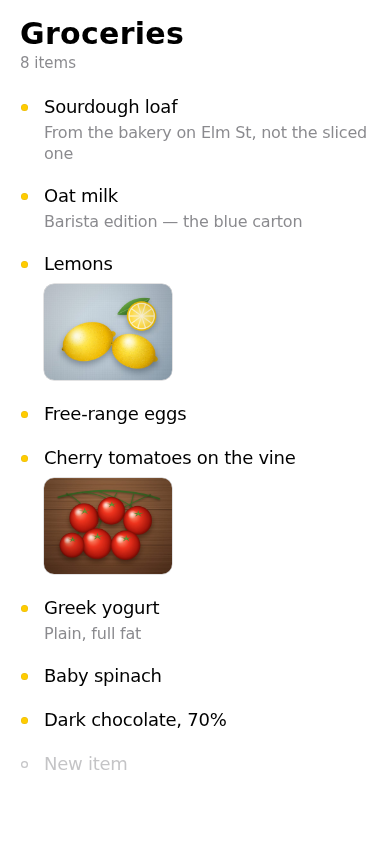 Groceries
8 items
Sourdough loaf
From the bakery on Elm St, not the sliced
one
Oat milk
Barista edition — the blue carton
Lemons
Free-range eggs
Cherry tomatoes on the vine
Greek yogurt
Plain, full fat
Baby spinach
Dark chocolate, 70%
New item